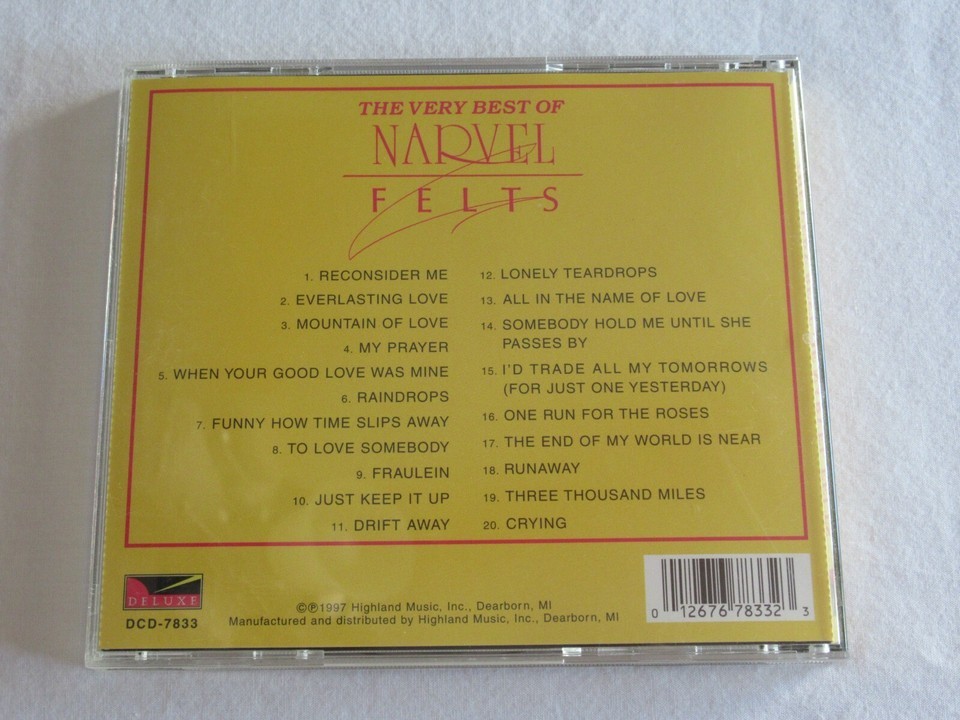 THE VERY BEST OF
NARVEL
FELTS
1. RECONSIDER ME
2. EVERLASTING LOVE
3. MOUNTAIN OF LOVE
4. MY PRAYER
5. WHEN YOUR GOOD LOVE WAS MINE
6. RAINDROPS
7. FUNNY HOW TIME SLIPS AWAY
8. TO LOVE SOMEBODY
9. FRAULEIN
10. JUST KEEP IT UP
11. DRIFT AWAY
12. LONELY TEARDROPS
13. ALL IN THE NAME OF LOVE
14. SOMEBODY HOLD ME UNTIL SHE
PASSES BY
15. I'D TRADE ALL MY TOMORROWS
(FOR JUST ONE YESTERDAY)
16. ONE RUN FOR THE ROSES
17. THE END OF MY WORLD IS NEAR
18. RUNAWAY
19. THREE THOUSAND MILES
20. CRYING
DELUXE
DCD-7833
©℗1997 Highland Music, Inc., Dearborn, MI
Manufactured and distributed by Highland Music, Inc., Dearborn, MI
0 12676 78332 3